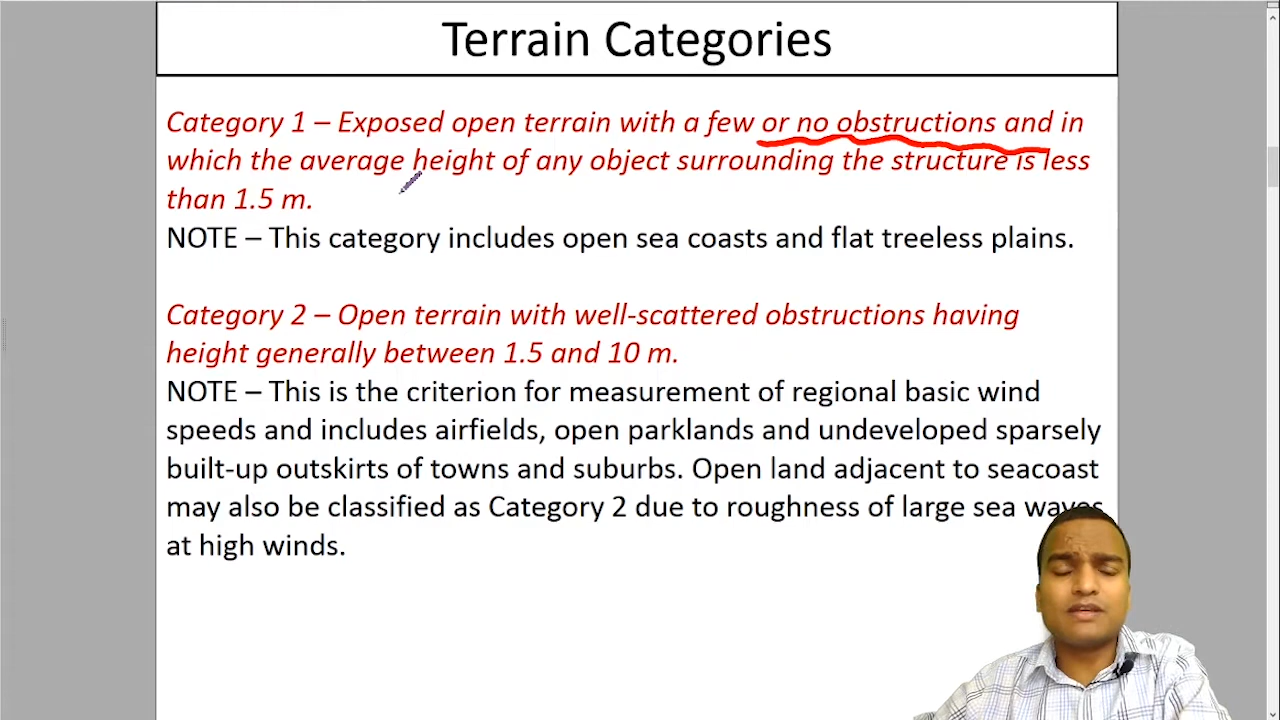 Terrain Categories
Category 1 – Exposed open terrain with a few or no obstructions and in
which the average height of any object surrounding the structure is less
than 1.5 m.
NOTE – This category includes open sea coasts and flat treeless plains.
Category 2 – Open terrain with well-scattered obstructions having
height generally between 1.5 and 10 m.
NOTE – This is the criterion for measurement of regional basic wind
speeds and includes airfields, open parklands and undeveloped sparsely
built-up outskirts of towns and suburbs. Open land adjacent to seacoast
may also be classified as Category 2 due to roughness of large sea waves
at high winds.